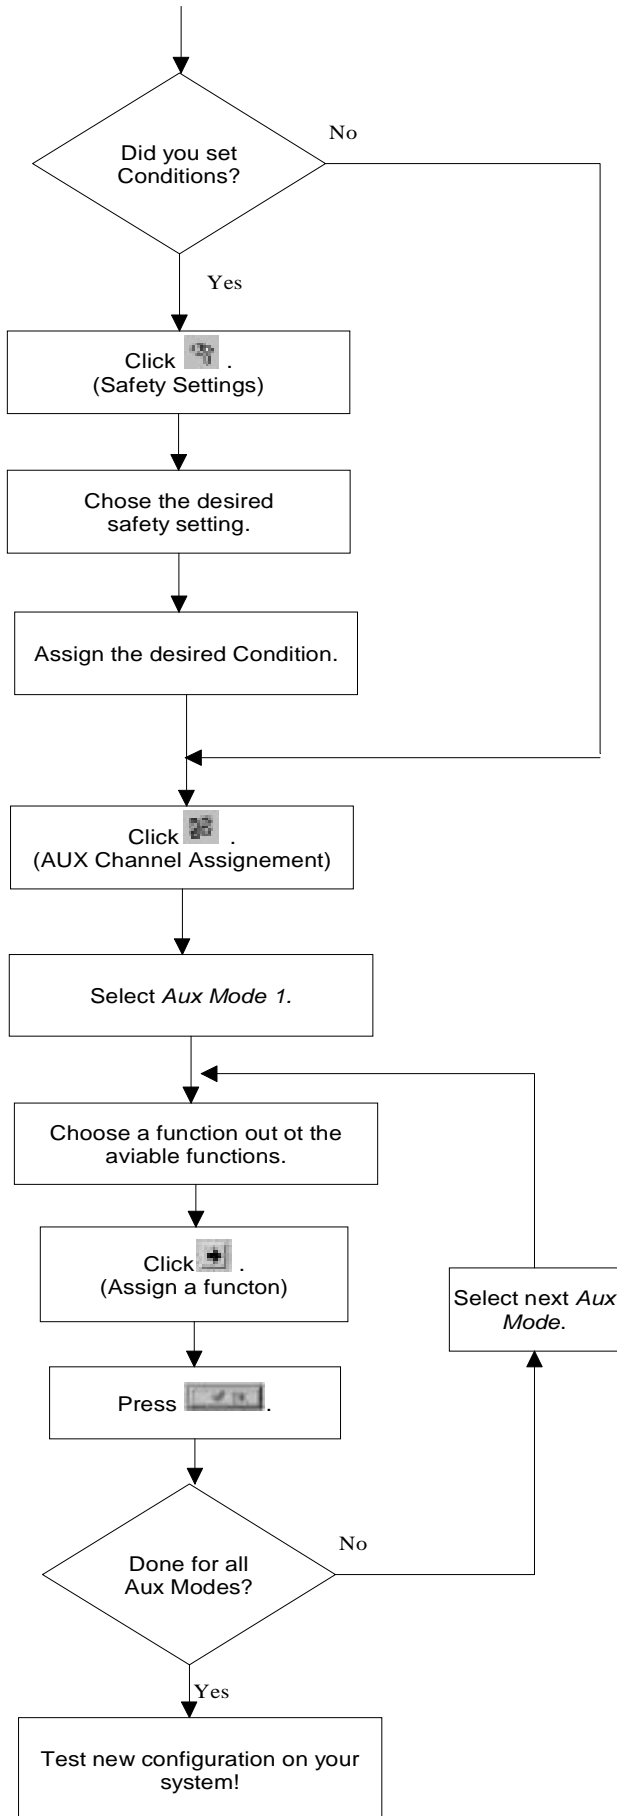 Did you set
Conditions?
No
Yes
Click .
(Safety Settings)
Chose the desired
safety setting.
Assign the desired Condition.
Click .
(AUX Channel Assignement)
Select Aux Mode 1.
Choose a function out ot the
aviable functions.
Click .
(Assign a functon)
Select next Aux
Mode.
Press .
Done for all
Aux Modes?
No
Yes
Test new configuration on your
system!